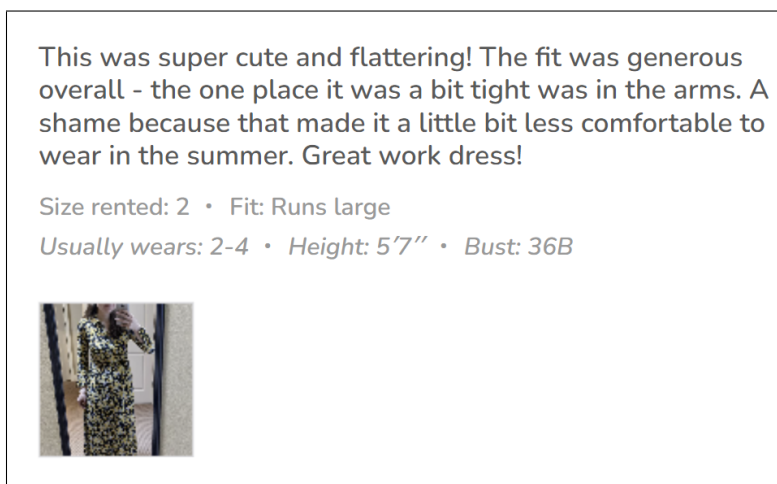 This was super cute and flattering! The fit was generous
overall - the one place it was a bit tight was in the arms. A
shame because that made it a little bit less comfortable to
wear in the summer. Great work dress!
Size rented: 2 • Fit: Runs large
Usually wears: 2-4 • Height: 5′7″ • Bust: 36B